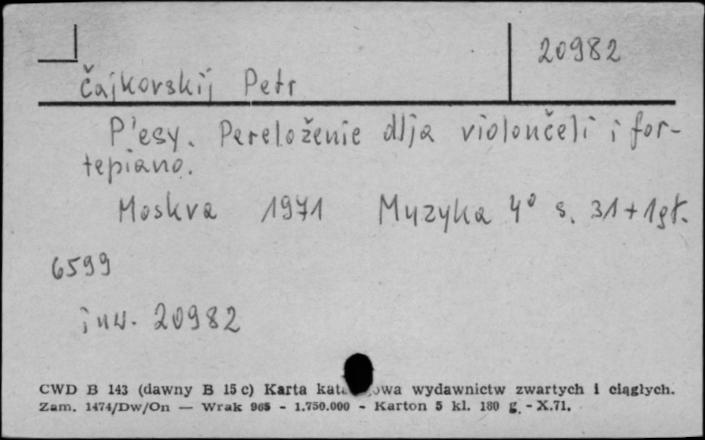 20982
Čajkovskij Petr
P'esy. Pereloženie dlja violončeli i for-
tepiano.
Moskva 1971 Muzyka 4° s. 31 + 1 gł.
6599
inw. 20982
CWD B 143 (dawny B 15 c) Karta wydawnictw zwartych i ciągłych.
Zam. 1474/Dw/On — Wrak 965 - 1.750.000 - Karton 5 kl. 180 g. - X.71.